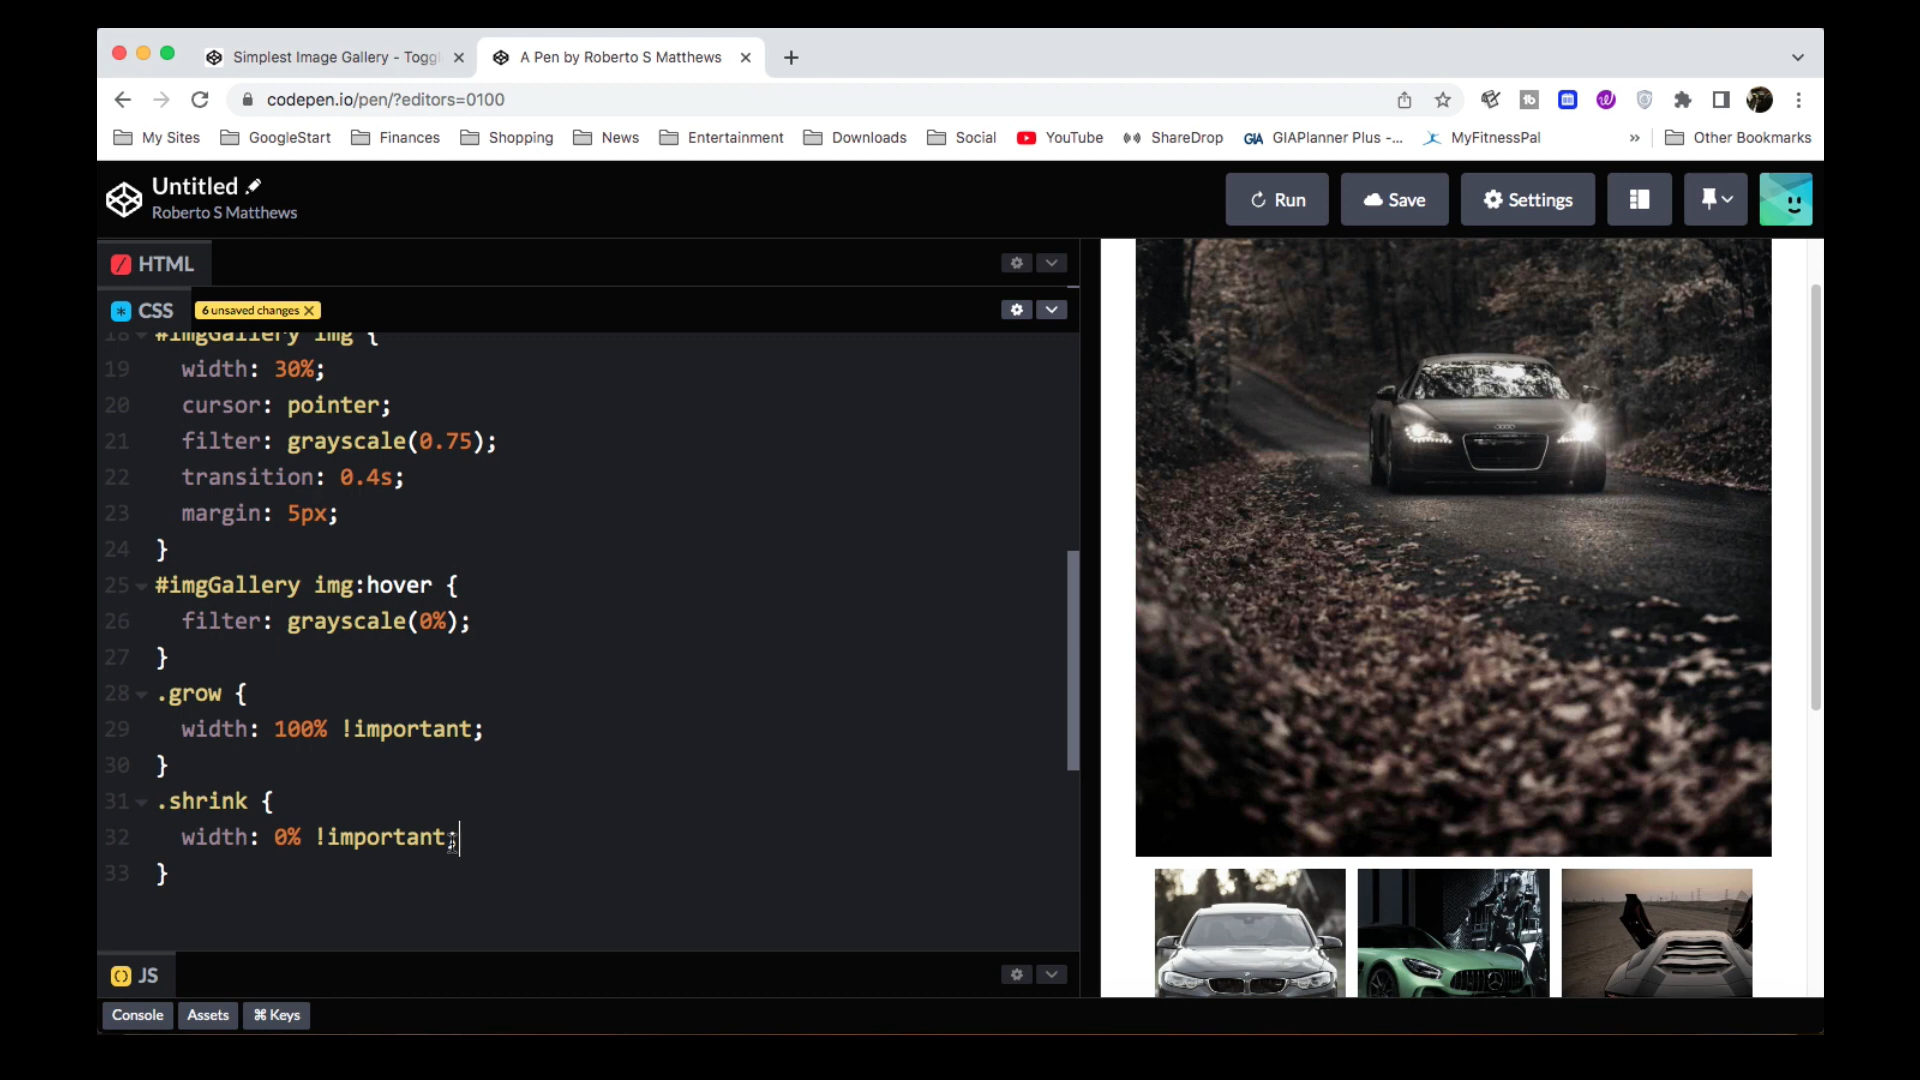 Simplest Image Gallery - Toggl
A Pen by Roberto S Matthews
codepen.io/pen/?editors=0100
My Sites
GoogleStart
Finances
Shopping
News
Entertainment
Downloads
Social
YouTube
ShareDrop
GIAPlanner Plus -...
MyFitnessPal
»
Other Bookmarks
Untitled
Roberto S Matthews
Run
Save
Settings
HTML
CSS
6 unsaved changes X
18 #imgGallery img {
19 width: 30%;
20 cursor: pointer;
21 filter: grayscale(0.75);
22 transition: 0.4s;
23 margin: 5px;
24 }
25 #imgGallery img:hover {
26 filter: grayscale(0%);
27 }
28 .grow {
29 width: 100% !important;
30 }
31 .shrink {
32 width: 0% !important;
33 }
JS
Console
Assets
⌘ Keys